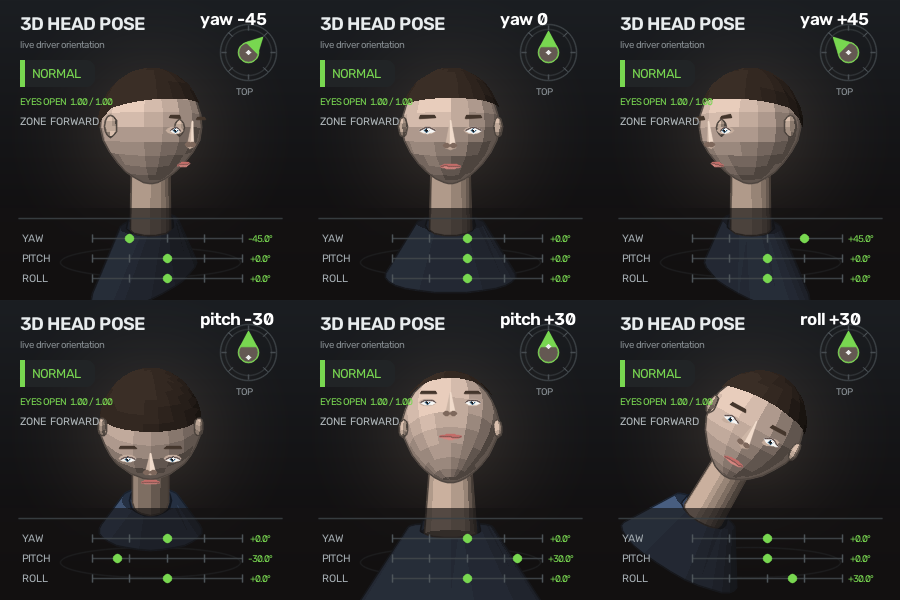 3D HEAD POSE
yaw -45
live driver orientation
NORMAL
TOP
EYES OPEN 1.00 / 1.00
ZONE FORWARD
YAW -45.0°
PITCH +0.0°
ROLL +0.0°
3D HEAD POSE
yaw 0
live driver orientation
NORMAL
TOP
EYES OPEN 1.00 / 1.00
ZONE FORWARD
YAW +0.0°
PITCH +0.0°
ROLL +0.0°
3D HEAD POSE
yaw +45
live driver orientation
NORMAL
TOP
EYES OPEN 1.00 / 1.00
ZONE FORWARD
YAW +45.0°
PITCH +0.0°
ROLL +0.0°
3D HEAD POSE
pitch -30
live driver orientation
NORMAL
TOP
EYES OPEN 1.00 / 1.00
ZONE FORWARD
YAW +0.0°
PITCH -30.0°
ROLL +0.0°
3D HEAD POSE
pitch +30
live driver orientation
NORMAL
TOP
EYES OPEN 1.00 / 1.00
ZONE FORWARD
YAW +0.0°
PITCH +30.0°
ROLL +0.0°
3D HEAD POSE
roll +30
live driver orientation
NORMAL
TOP
EYES OPEN 1.00 / 1.00
ZONE FORWARD
YAW +0.0°
PITCH +0.0°
ROLL +30.0°